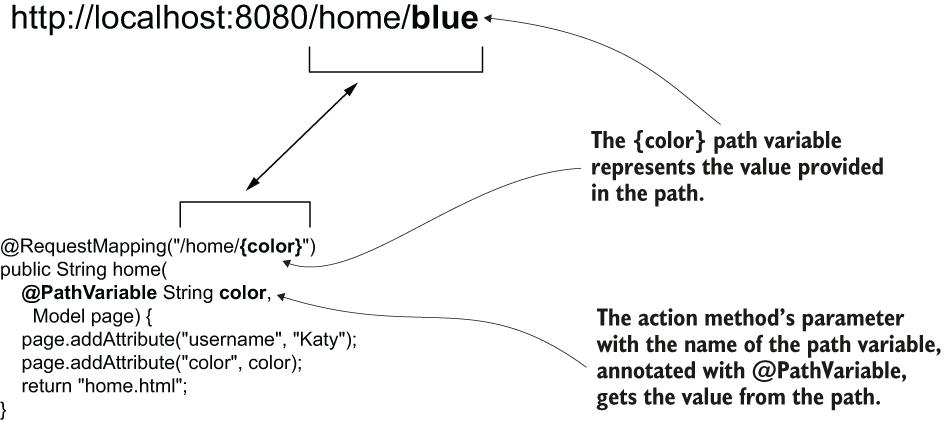 http://localhost:8080/home/blue
The {color} path variable
represents the value provided
in the path.
@RequestMapping("/home/{color}")
public String home(
@PathVariable String color,
Model page) {
page.addAttribute("username", "Katy");
page.addAttribute("color", color);
return "home.html";
}
The action method's parameter
with the name of the path variable,
annotated with @PathVariable,
gets the value from the path.